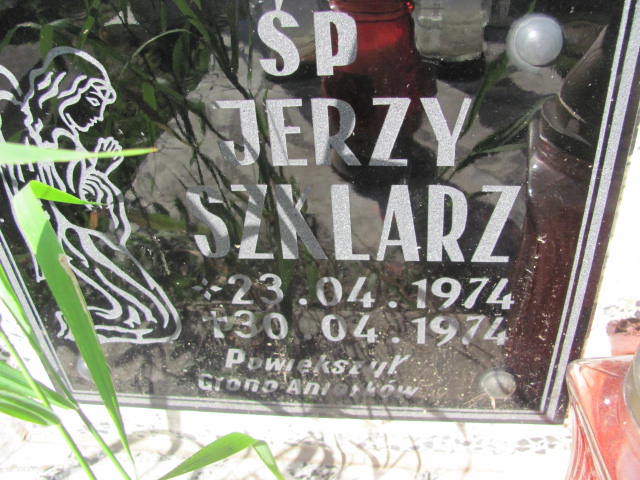 ŚP
JERZY
SZKLARZ
* 23.04.1974
†30.04.1974
Powiększył
Grono Aniołków